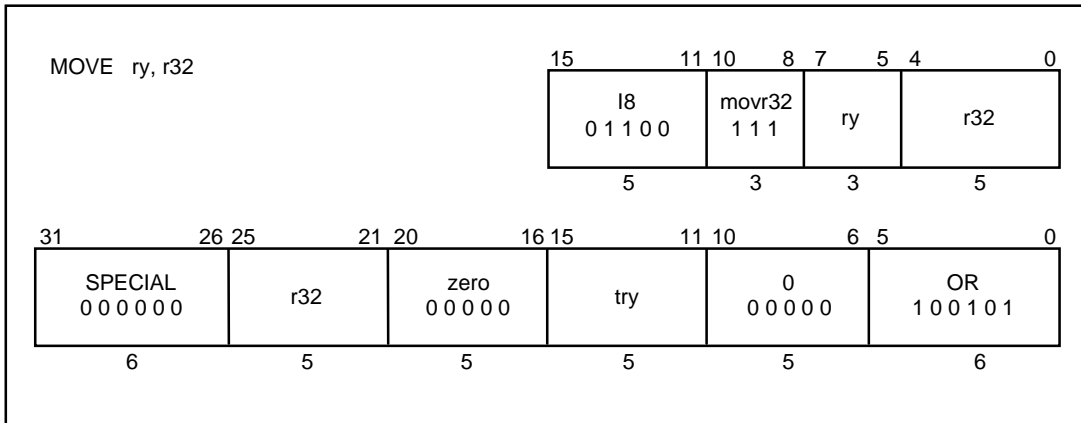 MOVE ry, r32
15 11 10 8 7 5 4 0
I8 movr32 ry r32
0 1 1 0 0 1 1 1
5 3 3 5
31 26 25 21 20 16 15 11 10 6 5 0
SPECIAL r32 zero try 0 OR
0 0 0 0 0 0 0 0 0 0 0 0 0 0 0 0 1 0 0 1 0 1
6 5 5 5 5 6